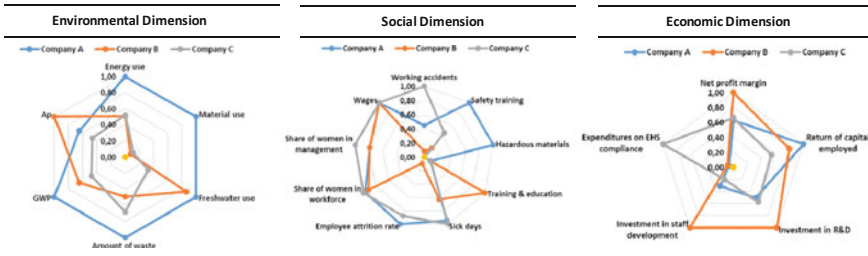 Environmental Dimension
Company A Company B Company C
Energy use
1,00
0,80
0,60
0,40
0,20
0,00
Material use
Freshwater use
Amount of waste
GWP
Ap
Social Dimension
Company A Company B Company C
Working accidents
1,00
0,80
0,60
0,40
0,20
0,00
Safety training
Hazardous materials
Training & education
Sick days
Employee attrition rate
Share of women in
workforce
Share of women in
management
Wages
Economic Dimension
Company A Company B Company C
Net profit margin
1,00
0,80
0,60
0,40
0,20
0,00
Return of capital
employed
Investment in R&D
Investment in staff
development
Expenditures on EHS
compliance